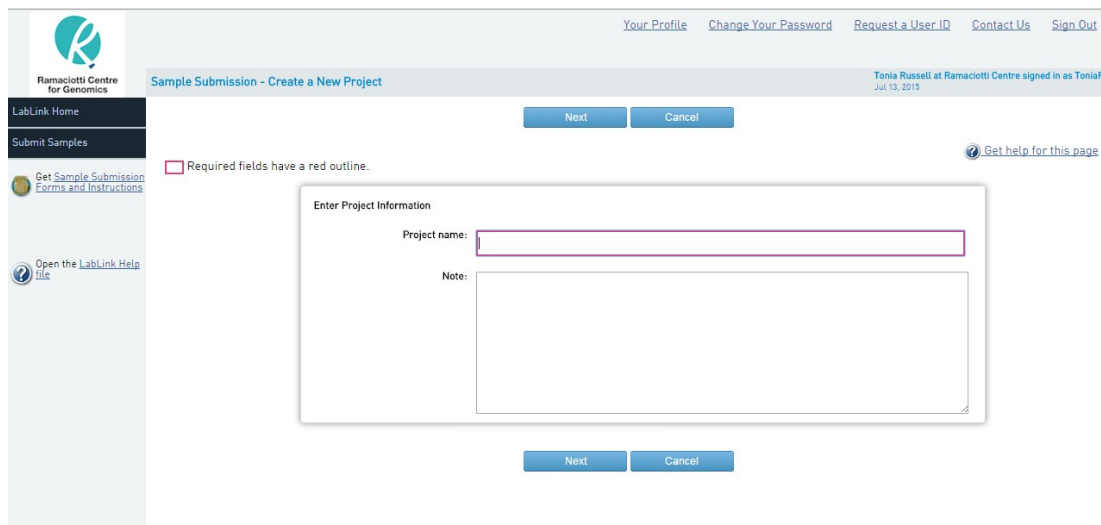 Your Profile Change Your Password Request a User ID Contact Us Sign Out
Ramaciotti Centre
for Genomics
Sample Submission - Create a New Project
Tonia Russell at Ramaciotti Centre signed in as ToniaR
Jul 13, 2015
LabLink Home
Submit Samples
Get Sample Submission
Forms and Instructions
Open the LabLink Help
file
Next Cancel
Get help for this page
Required fields have a red outline.
Enter Project Information
Project name:
Note:
Next Cancel